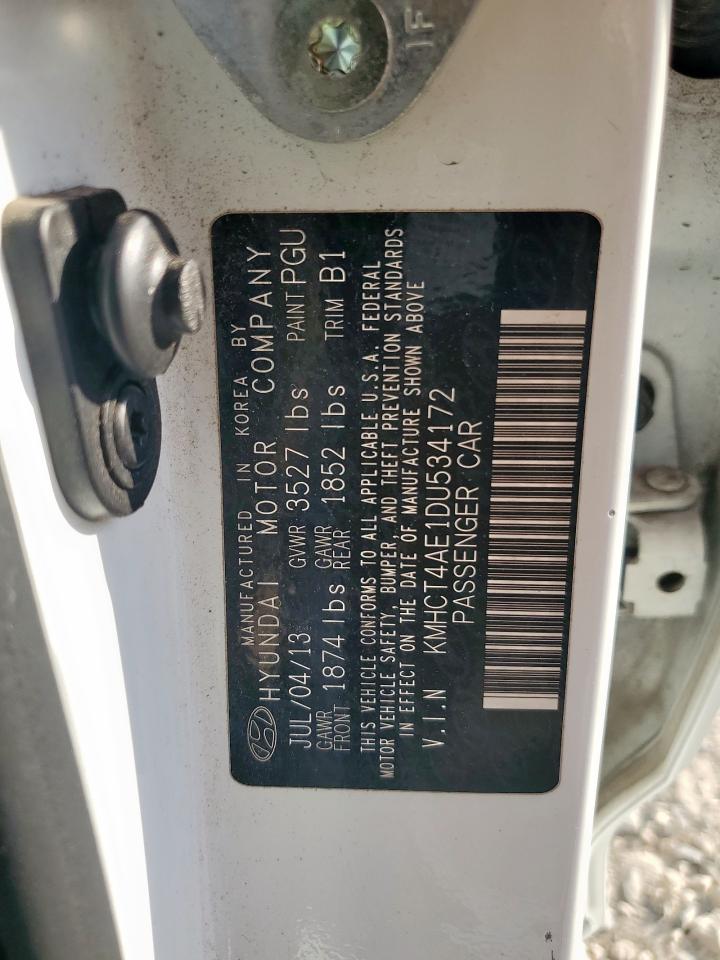 IF
MANUFACTURED IN KOREA BY
HYUNDAI MOTOR COMPANY
JUL/04/13 GVWR 3527 lbs PAINT PGU
GAWR FRONT 1874 lbs GAWR REAR 1852 lbs TRIM B1
THIS VEHICLE CONFORMS TO ALL APPLICABLE U.S.A. FEDERAL
MOTOR VEHICLE SAFETY, BUMPER, AND THEFT PREVENTION STANDARDS
IN EFFECT ON THE DATE OF MANUFACTURE SHOWN ABOVE
V.I.N KMHCT4AE1DU534172
PASSENGER CAR